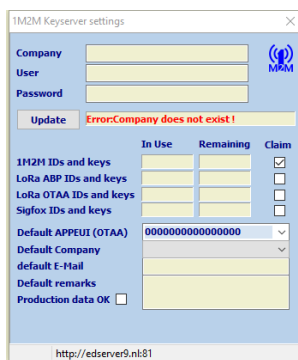 1M2M Keyserver settings
Company
User
Password
Update Error:Company does not exist !
In Use Remaining Claim
1M2M IDs and keys
LoRa ABP IDs and keys
LoRa OTAA IDs and keys
Sigfox IDs and keys
Default APPEUI (OTAA) 0000000000000000
Default Company
default E-Mail
Default remarks
Production data OK
http://edserver9.nl:81
M2M